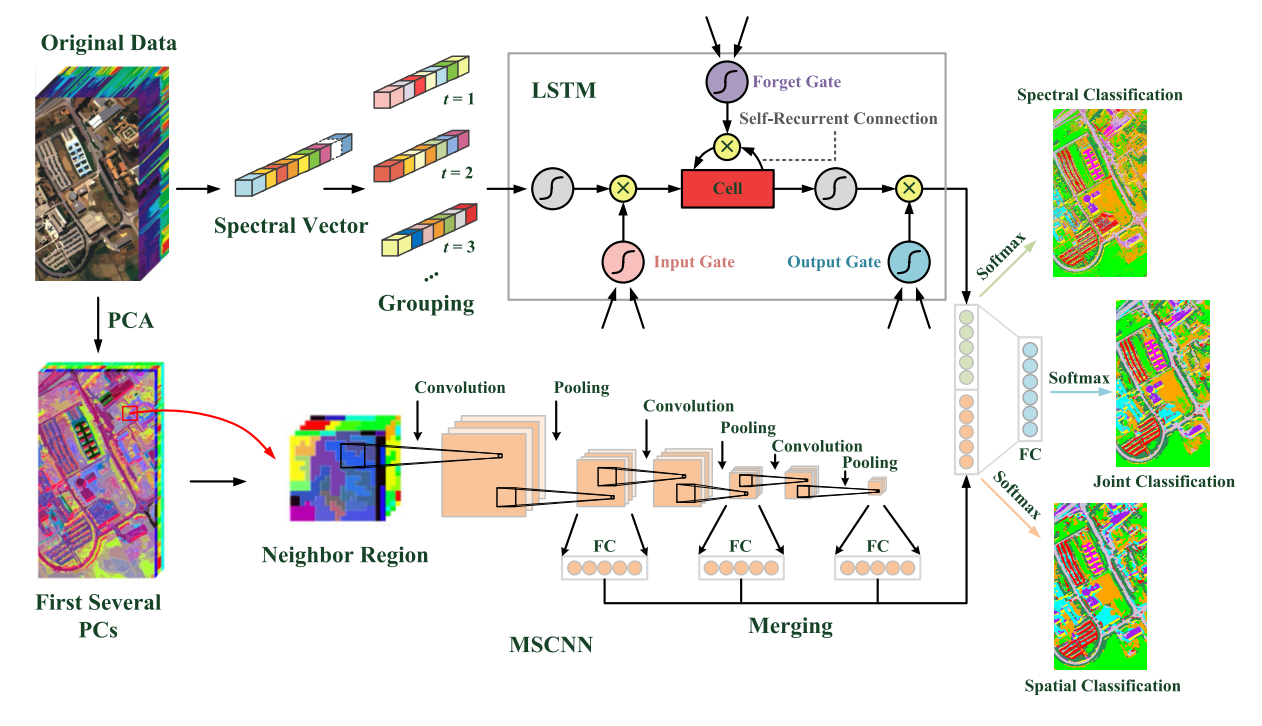 Original Data
t = 1
t = 2
t = 3
...
Spectral Vector
Grouping
LSTM
Forget Gate
Self-Recurrent Connection
Cell
Input Gate
Output Gate
Spectral Classification
Softmax
PCA
First Several
PCs
Neighbor Region
Convolution
Pooling
Convolution
Pooling
Convolution
Pooling
FC
FC
FC
Merging
MSCNN
FC
Softmax
Joint Classification
Softmax
Spatial Classification